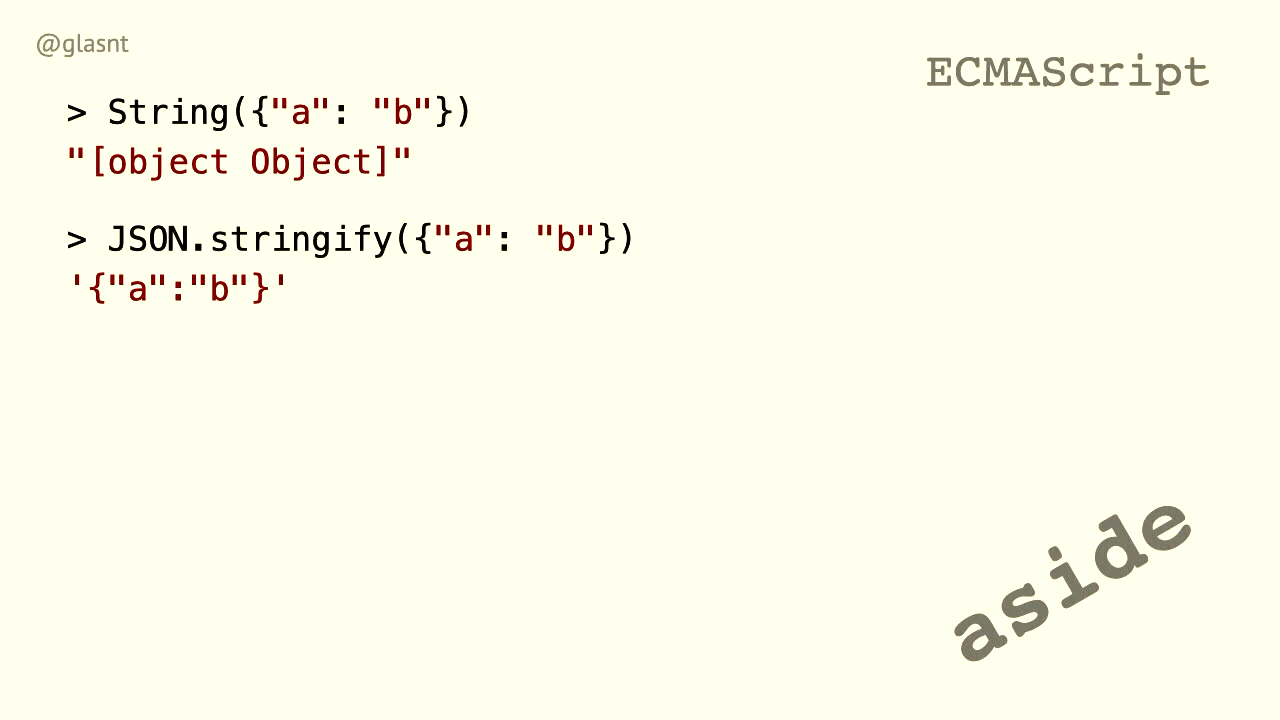 @glasnt
ECMAScript
> String({"a": "b"})
"[object Object]"
> JSON.stringify({"a": "b"})
'{"a":"b"}'
aside